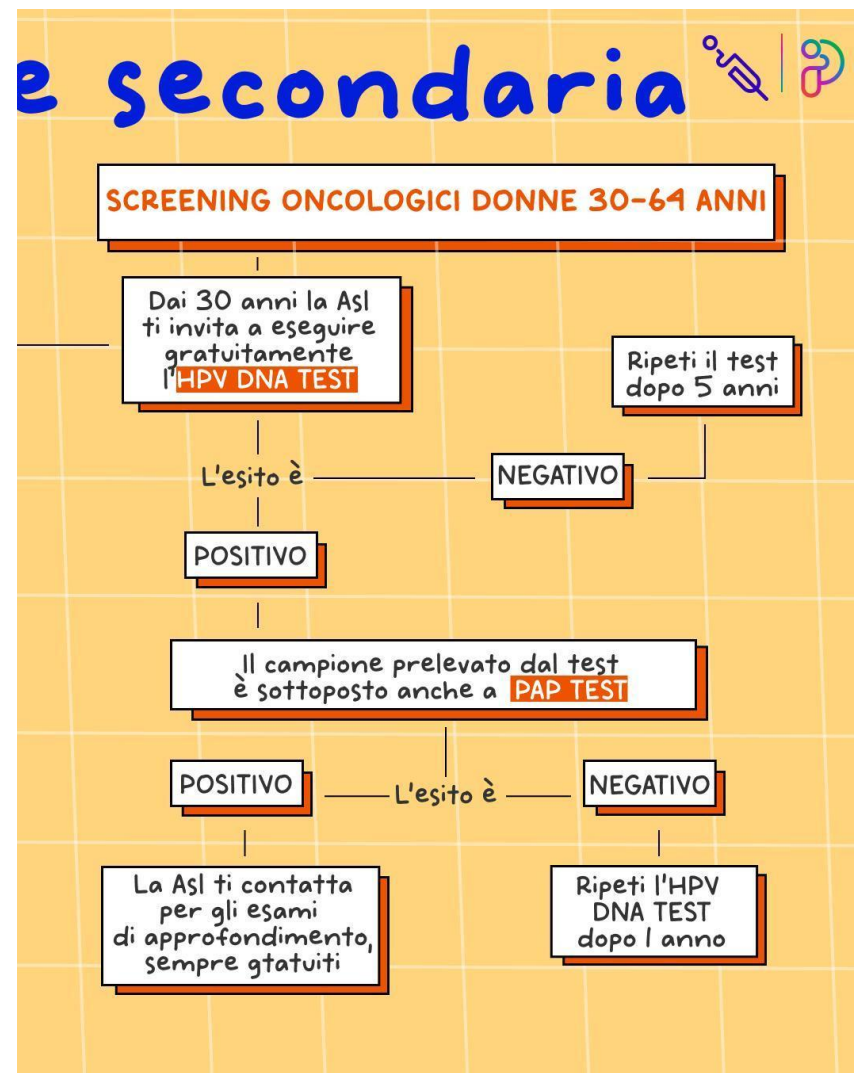 e secondaria
SCREENING ONCOLOGICI DONNE 30-64 ANNI
Dai 30 anni la Asl
ti invita a eseguire
gratuitamente
l'HPV DNA TEST
Ripeti il test
dopo 5 anni
L'esito è
NEGATIVO
POSITIVO
Il campione prelevato dal test
è sottoposto anche a PAP TEST
POSITIVO
L'esito è
NEGATIVO
La Asl ti contatta
per gli esami
di approfondimento,
sempre gtatuiti
Ripeti l'HPV
DNA TEST
dopo 1 anno